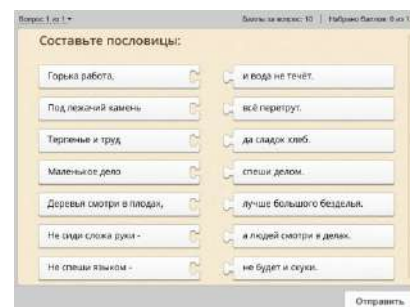 Вопрос 1 из 1
Баллы за вопрос: 10 | Набрано баллов: 0 из 1
Составьте пословицы:
Горька работа,
и вода не течёт.
Под лежачий камень
всё перетрут.
Терпенье и труд
да сладок хлеб.
Маленькое дело
спеши делом.
Деревья смотри в плодах,
лучше большого безделья.
Не сиди сложа руки -
а людей смотри в делах.
Не спеши языком -
не будет и скуки.
Отправить